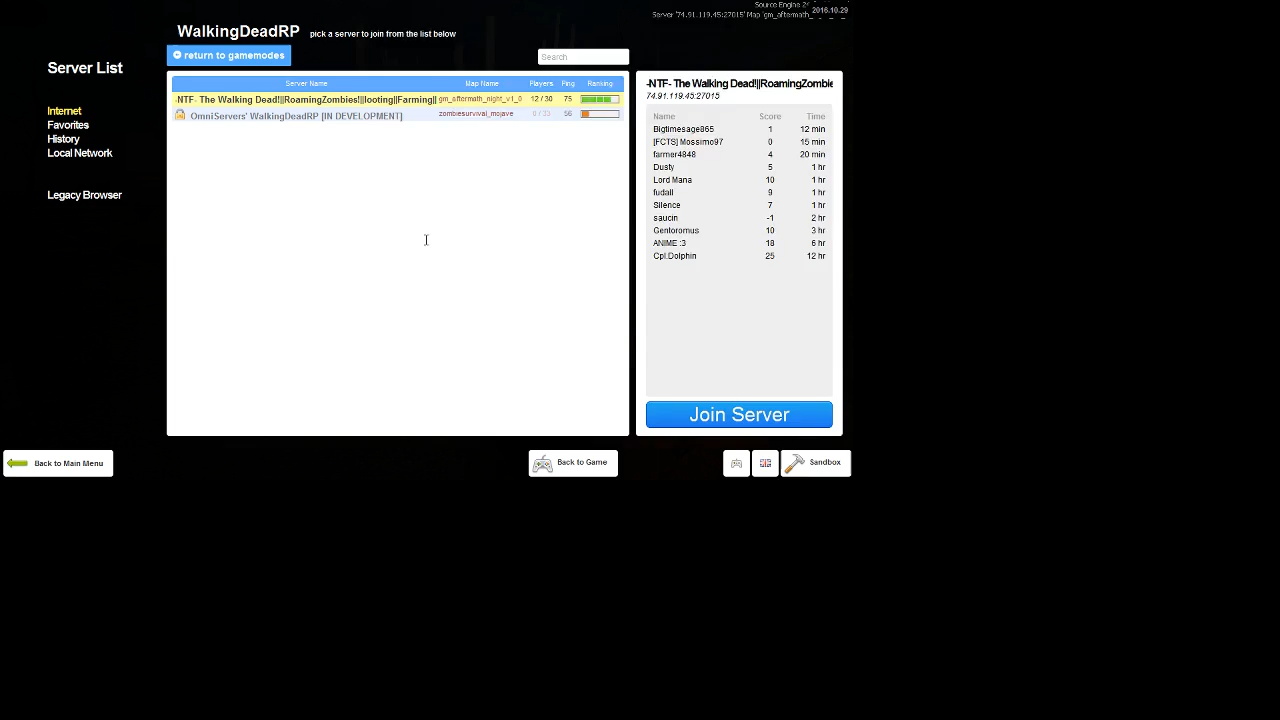 Source Engine 24
2016.10.29
Server '74.91.119.45:27015' Map 'gm_aftermath_
WalkingDeadRP pick a server to join from the list below
return to gamemodes
Search
Server List
Internet
Favorites
History
Local Network
Legacy Browser
Server Name Map Name Players Ping Ranking
-NTF- The Walking Dead!||RoamingZombies!||looting||Farming|| gm_aftermath_night_v1_0 12 / 30 75
OmniServers' WalkingDeadRP [IN DEVELOPMENT] zombiesurvival_mojave 0 / 33 56
-NTF- The Walking Dead!||RoamingZombie
74.91.119.45:27015
Name Score Time
Bigtimesage865 1 12 min
[FCTS] Mossimo97 0 15 min
farmer4848 4 20 min
Dusty 5 1 hr
Lord Mana 10 1 hr
fudall 9 1 hr
Silence 7 1 hr
saucin -1 2 hr
Gentoromus 10 3 hr
ANIME :3 18 6 hr
Cpl.Dolphin 25 12 hr
Join Server
Back to Main Menu
Back to Game
Sandbox